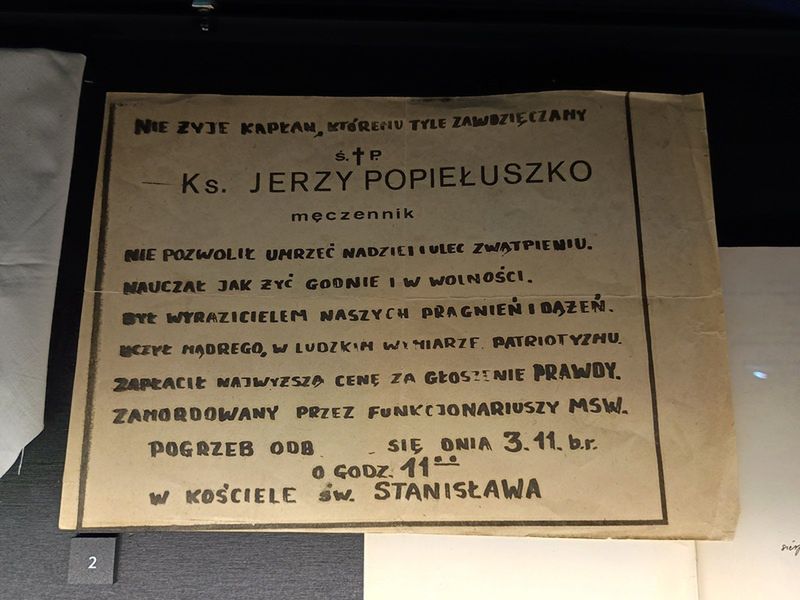 NIE ŻYJE KAPŁAN, KTÓREMU TYLE ZAWDZIĘCZAMY
Ś.✝P.
Ks. JERZY POPIEŁUSZKO
męczennik
NIE POZWOLIŁ UMRZEĆ NADZIEI I ULEC ZWĄTPIENIU.
NAUCZAŁ JAK ŻYĆ GODNIE I W WOLNOŚCI.
BYŁ WYRAZICIELEM NASZYCH PRAGNIEŃ I DĄŻEŃ.
UCZYŁ MĄDREGO, W LUDZKIM WYMIARZE PATRIOTYZMU.
ZAPŁACIŁ NAJWYŻSZĄ CENĘ ZA GŁOSZENIE PRAWDY.
ZAMORDOWANY PRZEZ FUNKCJONARIUSZY MSW.
POGRZEB ODB SIĘ DNIA 3.11. b.r.
O GODZ. 11⁰⁰
W KOŚCIELE ŚW. STANISŁAWA
2